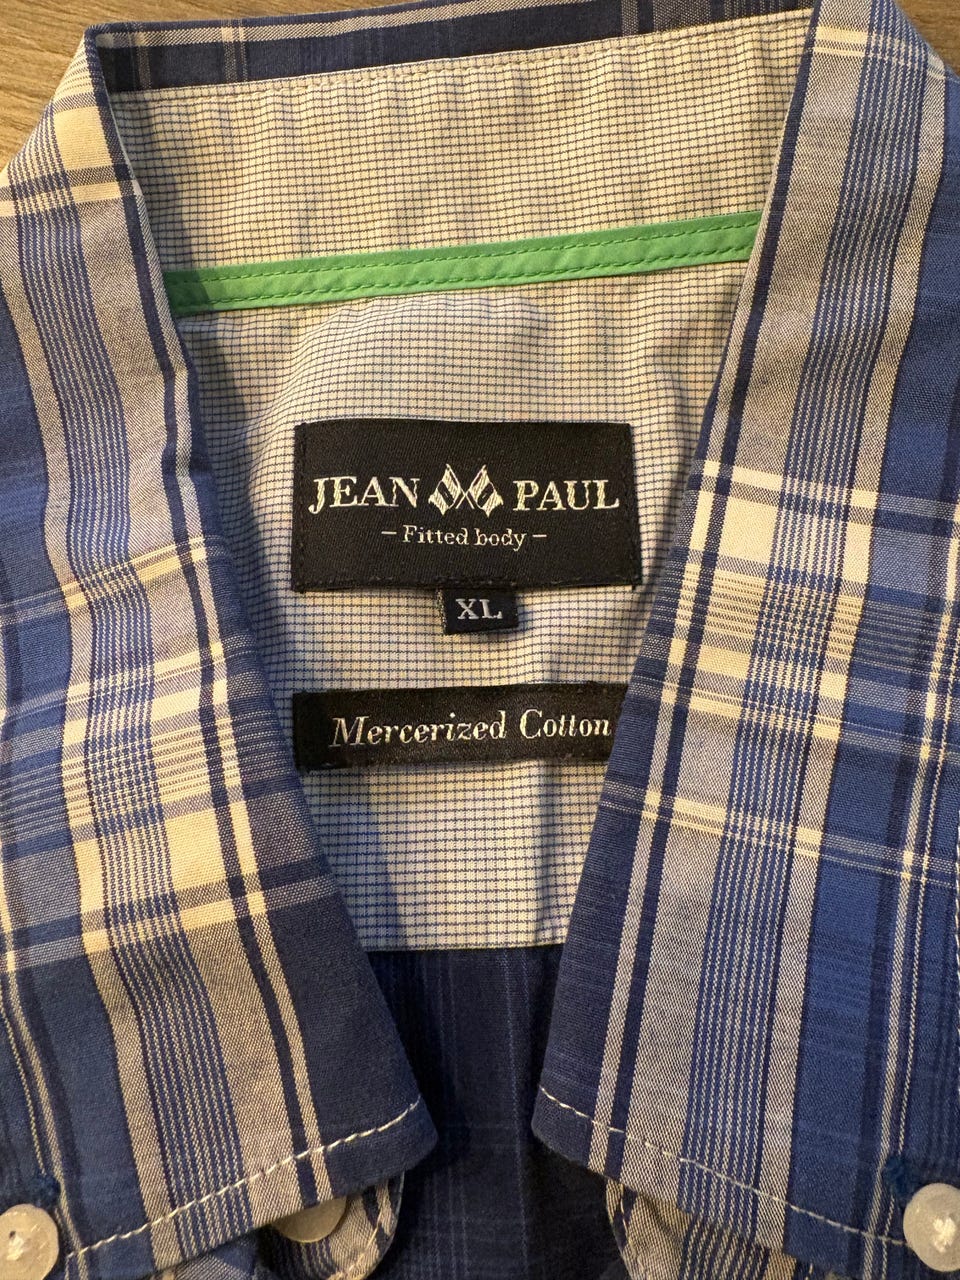 JEAN PAUL
– Fitted body –
XL
Mercerized Cotton